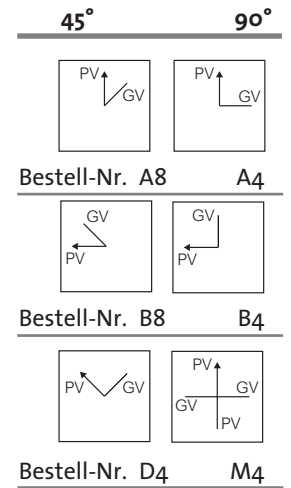 45° 90°
PV PV
GV GV
Bestell-Nr. A8 A4
GV GV
PV PV
Bestell-Nr. B8 B4
PV
PV GV GV
GV
PV
Bestell-Nr. D4 M4